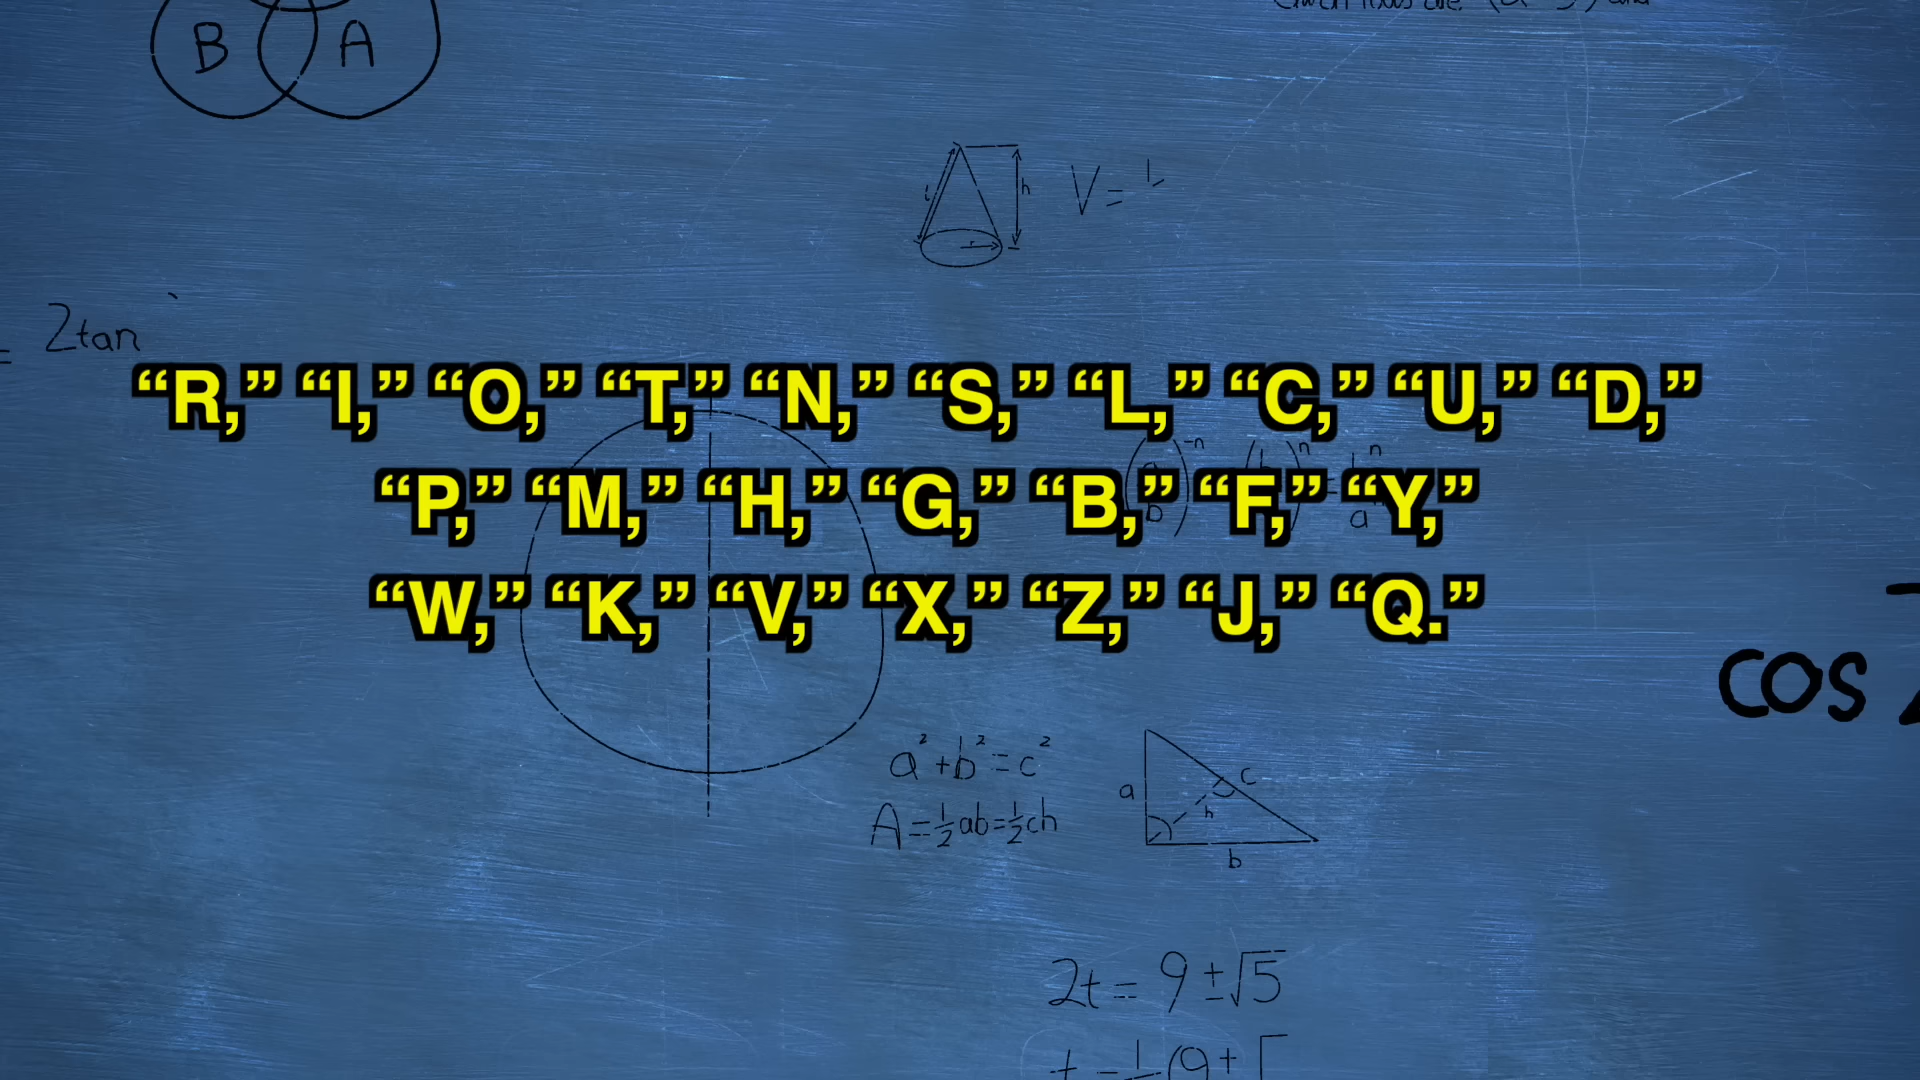 B A
V =
= 2tan
“R,” “I,” “O,” “T,” “N,” “S,” “L,” “C,” “U,” “D,”
“P,” “M,” “H,” “G,” “B,” “F,” “Y,”
“W,” “K,” “V,” “X,” “Z,” “J,” “Q.”
cos
a² + b² = c²
A = ½ab = ½ch
a c h b
2t = 9 ± √5